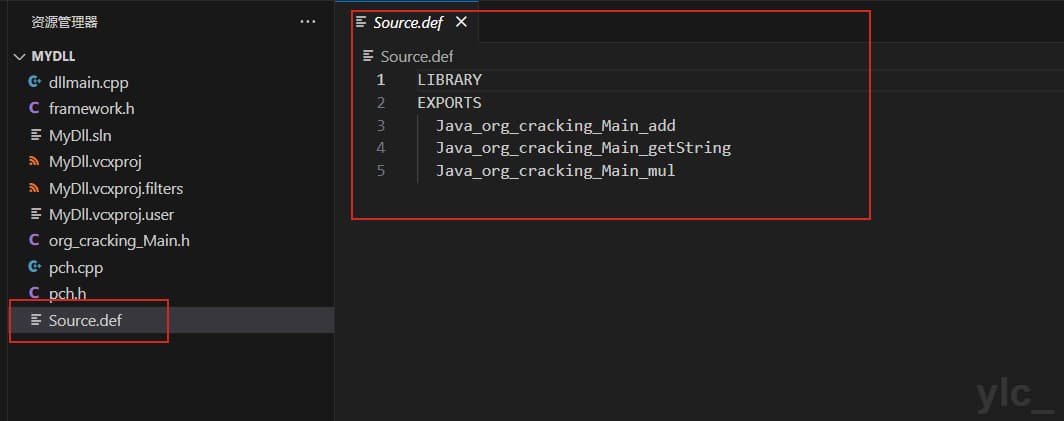 资源管理器
MYDLL
dllmain.cpp
framework.h
MyDll.sln
MyDll.vcxproj
MyDll.vcxproj.filters
MyDll.vcxproj.user
org_cracking_Main.h
pch.cpp
pch.h
Source.def
Source.def
Source.def
1 LIBRARY
2 EXPORTS
3 Java_org_cracking_Main_add
4 Java_org_cracking_Main_getString
5 Java_org_cracking_Main_mul
ylc_